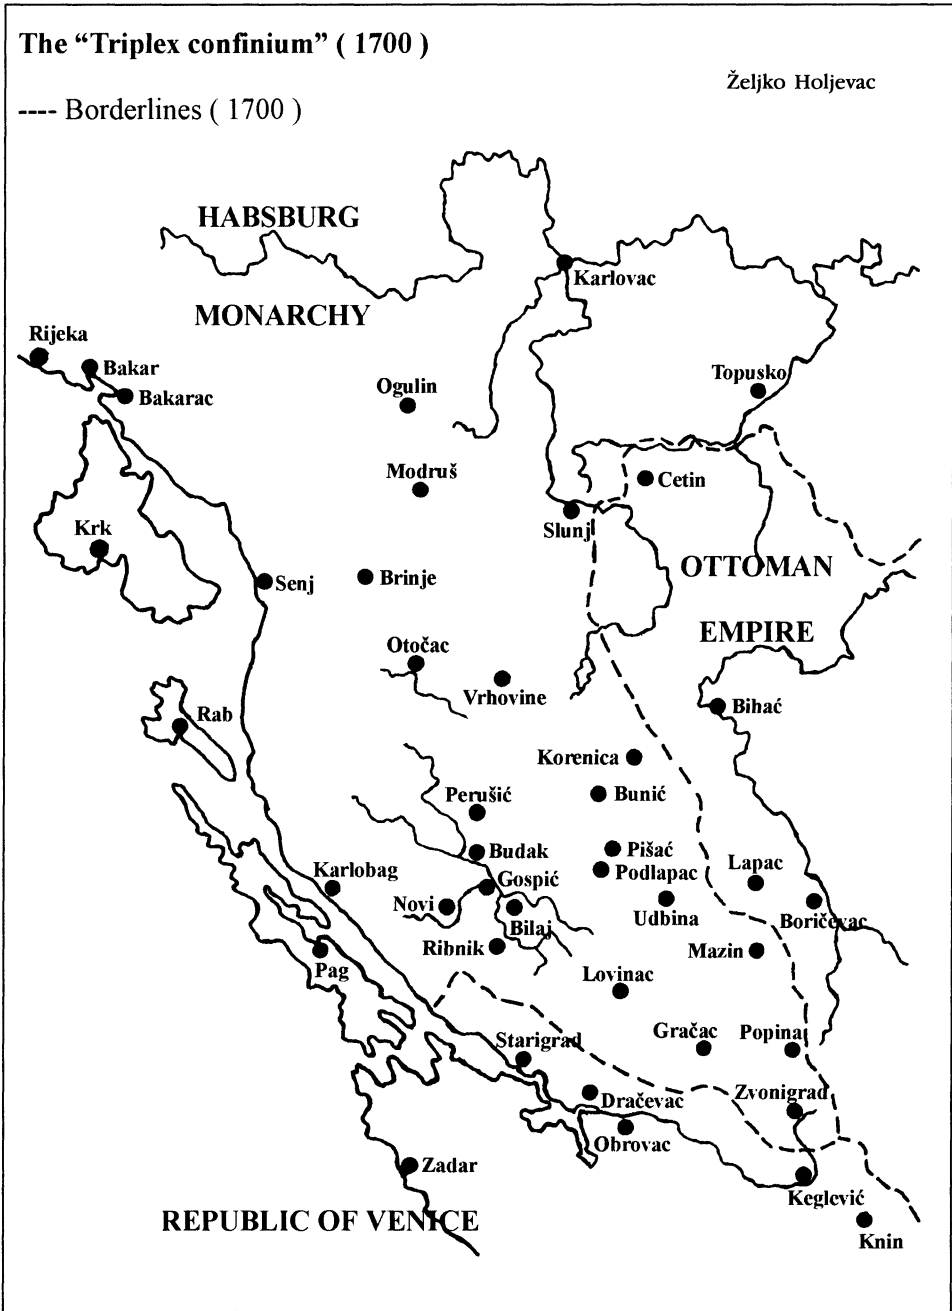 The “Triplex confinium” ( 1700 )
Željko Holjevac
---- Borderlines ( 1700 )
HABSBURG
Karlovac
MONARCHY
Rijeka
Bakar
Topusko
Ogulin
Bakarac
Modruš
Cetin
Krk
Slunj
OTTOMAN
Senj
Brinje
EMPIRE
Otočac
Vrhovine
Rab
Bihać
Korenica
Perušić
Bunić
Budak
Pišać
Lapac
Karlobag
Podlapac
Gospić
Novi
Udbina
Boričevac
Bilaj
Ribnik
Mazin
Pag
Lovinac
Starigrad
Gračac
Popina
Zvonigrad
Dračevac
Obrovac
Zadar
Keglević
REPUBLIC OF VENICE
Knin